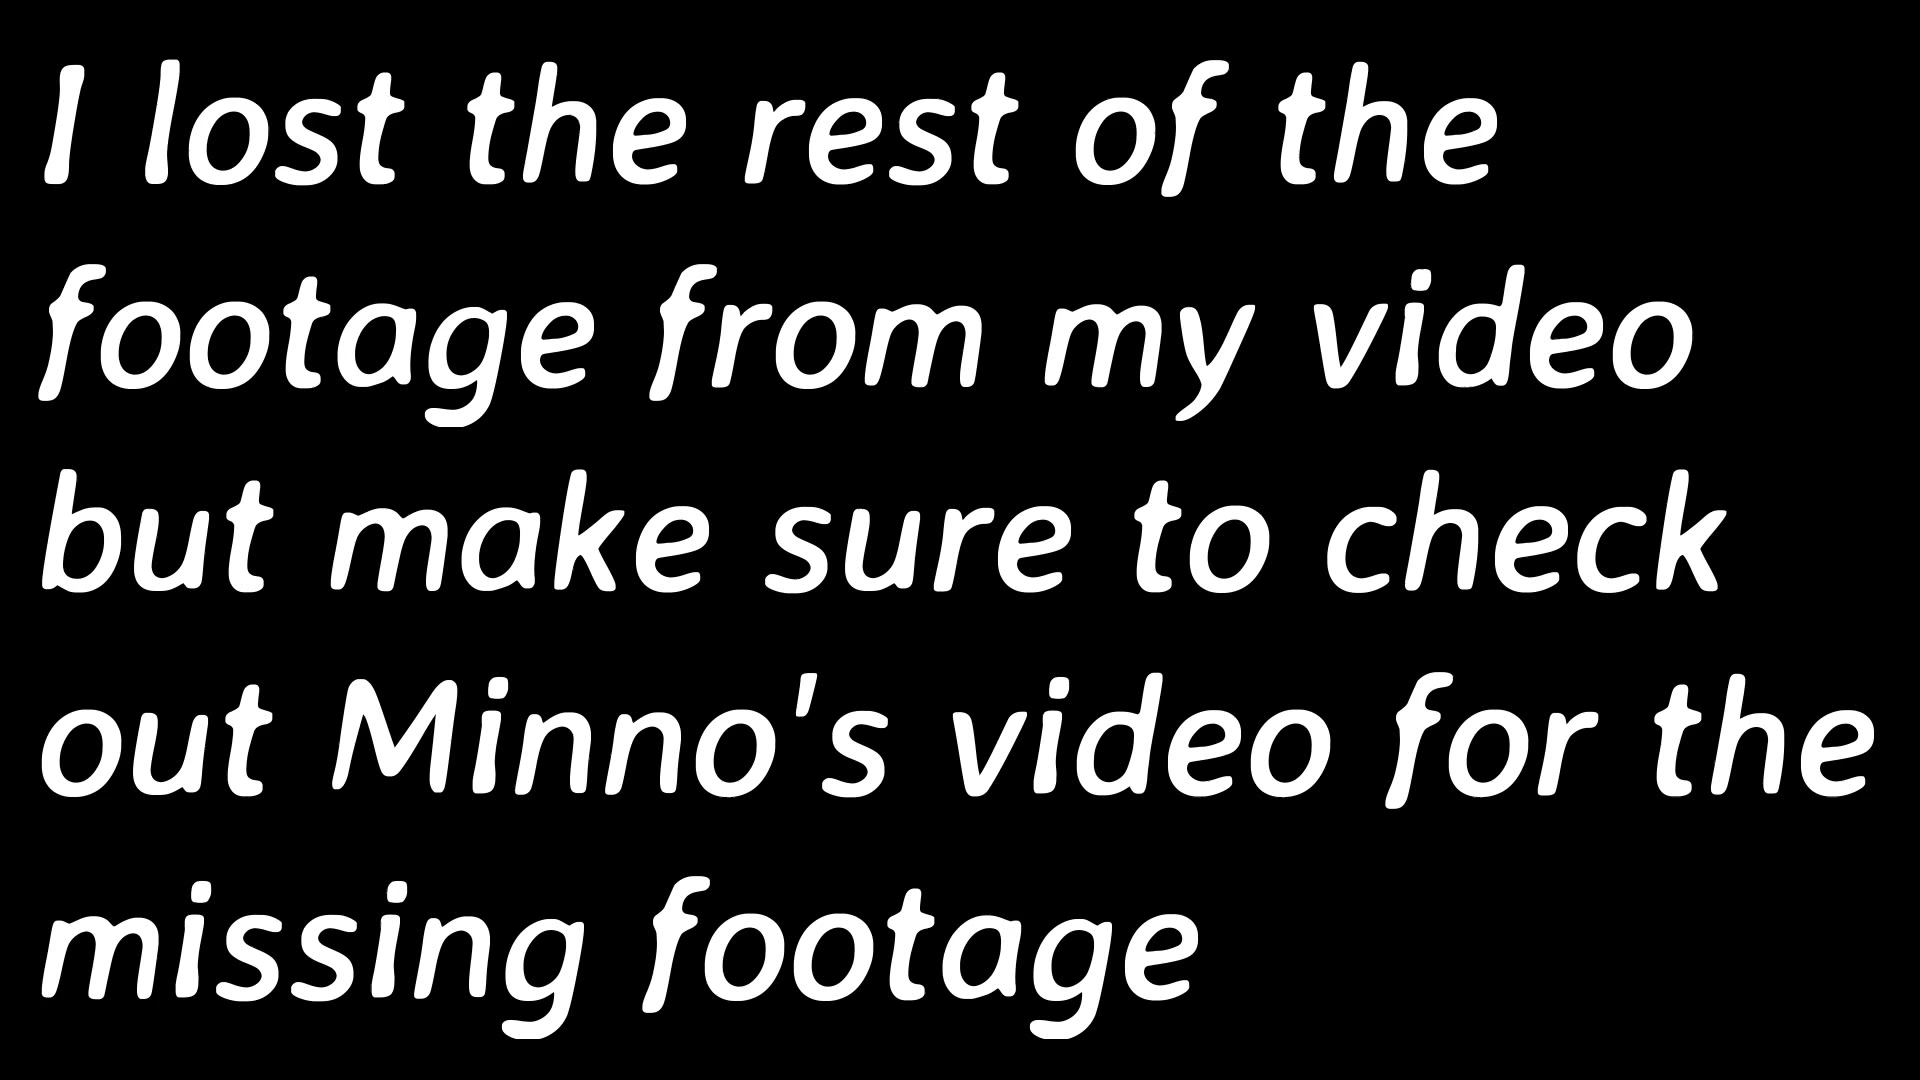 I lost the rest of the
footage from my video
but make sure to check
out Minno's video for the
missing footage